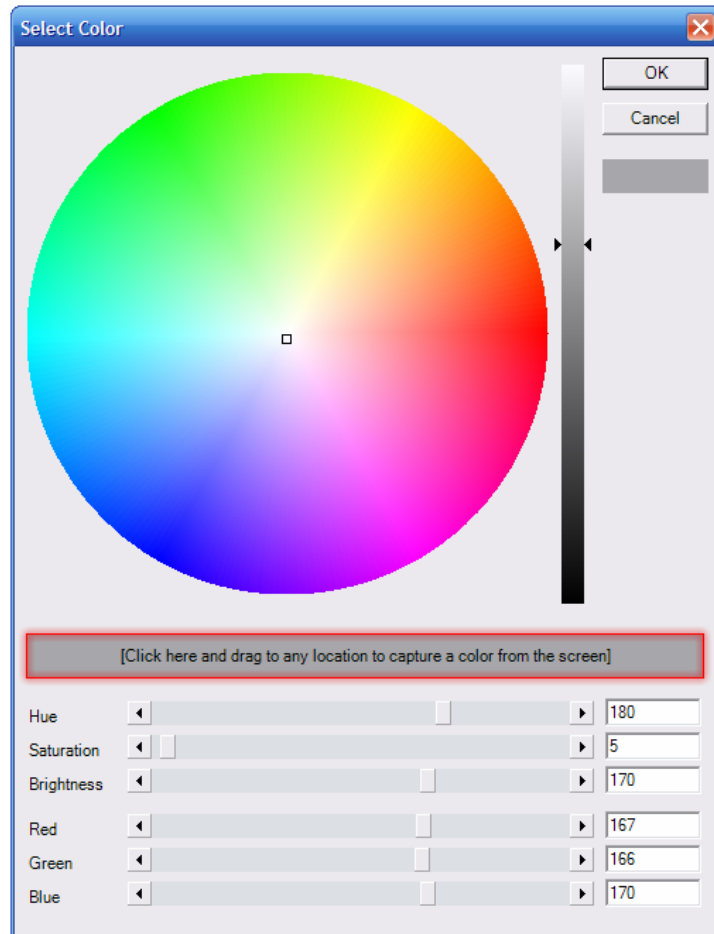 Select Color
OK
Cancel
[Click here and drag to any location to capture a color from the screen]
Hue 180
Saturation 5
Brightness 170
Red 167
Green 166
Blue 170